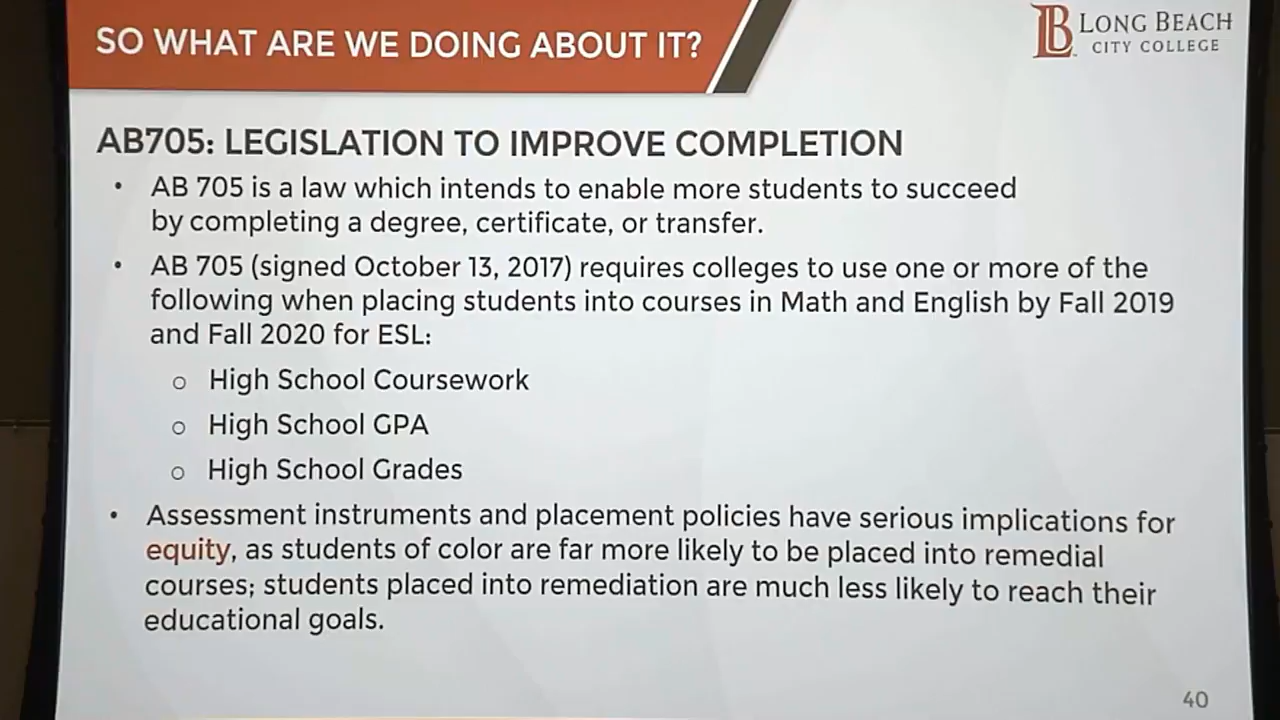 SO WHAT ARE WE DOING ABOUT IT?
LB LONG BEACH
CITY COLLEGE
AB705: LEGISLATION TO IMPROVE COMPLETION
• AB 705 is a law which intends to enable more students to succeed
by completing a degree, certificate, or transfer.
• AB 705 (signed October 13, 2017) requires colleges to use one or more of the
following when placing students into courses in Math and English by Fall 2019
and Fall 2020 for ESL:
o High School Coursework
o High School GPA
o High School Grades
• Assessment instruments and placement policies have serious implications for
equity, as students of color are far more likely to be placed into remedial
courses; students placed into remediation are much less likely to reach their
educational goals.
40